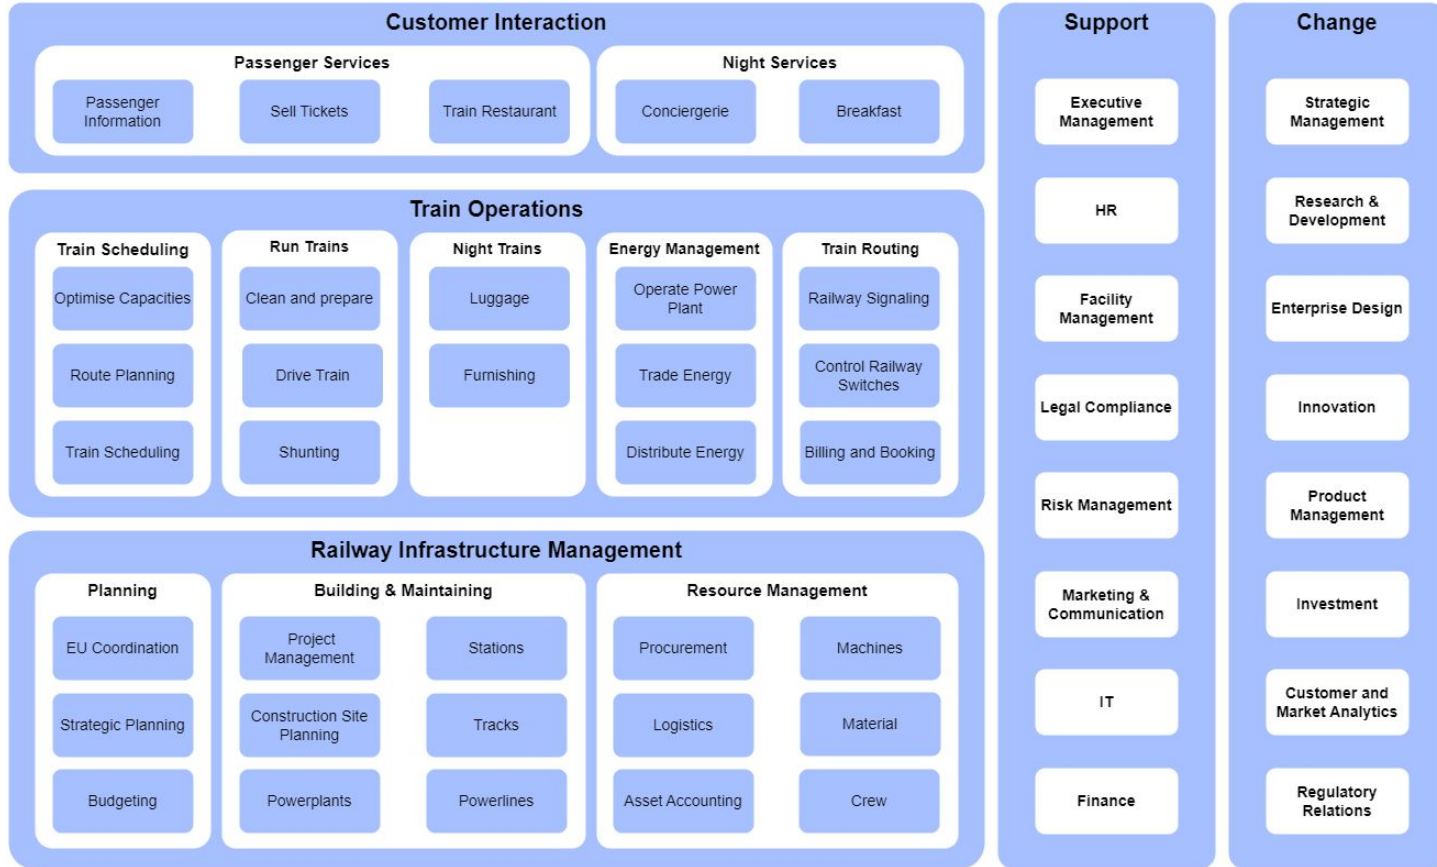 Customer Interaction
Passenger Services
Passenger
Information
Sell Tickets
Train Restaurant
Night Services
Conciergerie
Breakfast
Train Operations
Train Scheduling
Optimise Capacities
Route Planning
Train Scheduling
Run Trains
Clean and prepare
Drive Train
Shunting
Night Trains
Luggage
Furnishing
Energy Management
Operate Power
Plant
Trade Energy
Distribute Energy
Train Routing
Railway Signaling
Control Railway
Switches
Billing and Booking
Railway Infrastructure Management
Planning
EU Coordination
Strategic Planning
Budgeting
Building & Maintaining
Project
Management
Stations
Construction Site
Planning
Tracks
Powerplants
Powerlines
Resource Management
Procurement
Machines
Logistics
Material
Asset Accounting
Crew
Support
Executive
Management
HR
Facility
Management
Legal Compliance
Risk Management
Marketing &
Communication
IT
Finance
Change
Strategic
Management
Research &
Development
Enterprise Design
Innovation
Product
Management
Investment
Customer and
Market Analytics
Regulatory
Relations